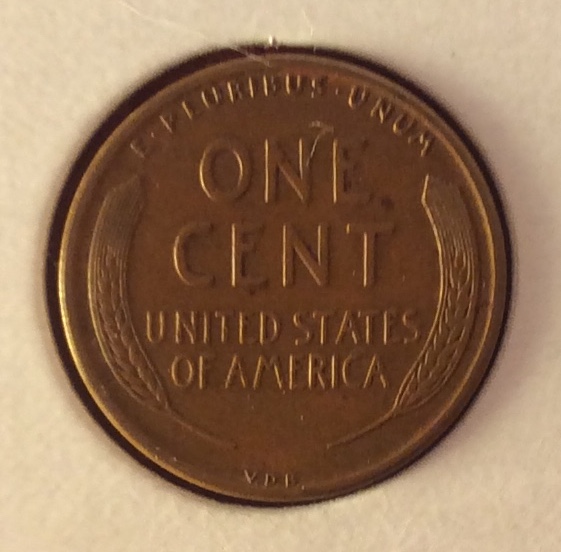 E·PLURIBUS·UNUM
ONE
CENT
UNITED STATES
OF AMERICA
V.D.B.